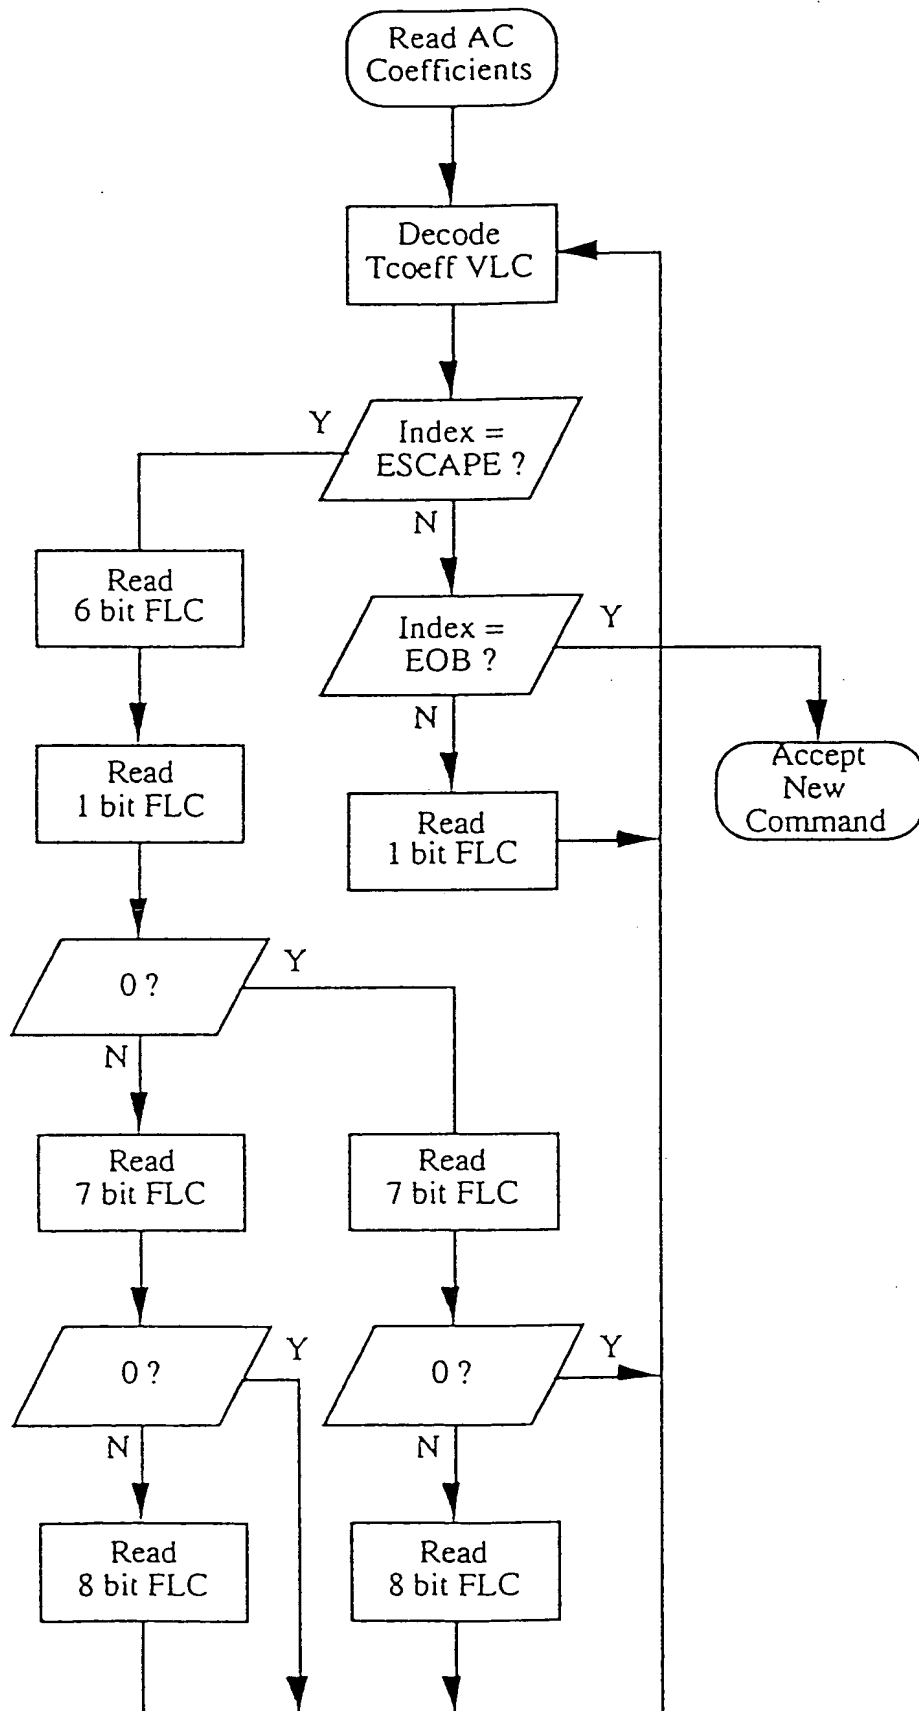 Read AC
Coefficients
Decode
Tcoeff VLC
Y
Index =
ESCAPE ?
N
Read
6 bit FLC
Index =
EOB ?
Y
N
Read
1 bit FLC
Read
1 bit FLC
Accept
New
Command
0 ?
Y
N
Read
7 bit FLC
Read
7 bit FLC
0 ?
Y
0 ?
Y
N
N
Read
8 bit FLC
Read
8 bit FLC